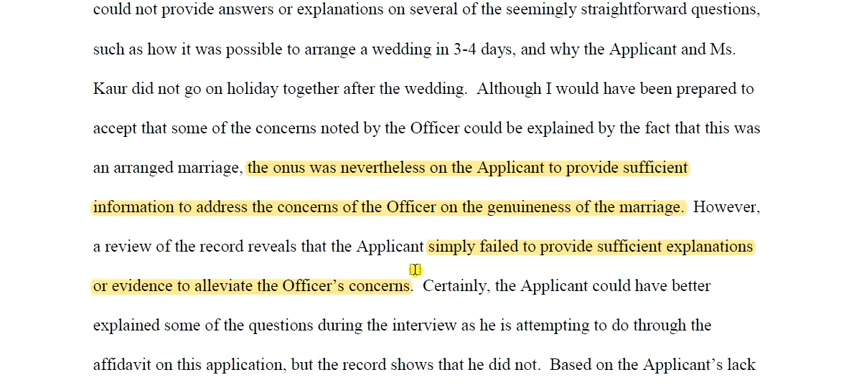 could not provide answers or explanations on several of the seemingly straightforward questions,
such as how it was possible to arrange a wedding in 3-4 days, and why the Applicant and Ms.
Kaur did not go on holiday together after the wedding.  Although I would have been prepared to
accept that some of the concerns noted by the Officer could be explained by the fact that this was
an arranged marriage, the onus was nevertheless on the Applicant to provide sufficient
information to address the concerns of the Officer on the genuineness of the marriage.  However,
a review of the record reveals that the Applicant simply failed to provide sufficient explanations
or evidence to alleviate the Officer’s concerns.  Certainly, the Applicant could have better
explained some of the questions during the interview as he is attempting to do through the
affidavit on this application, but the record shows that he did not.  Based on the Applicant’s lack